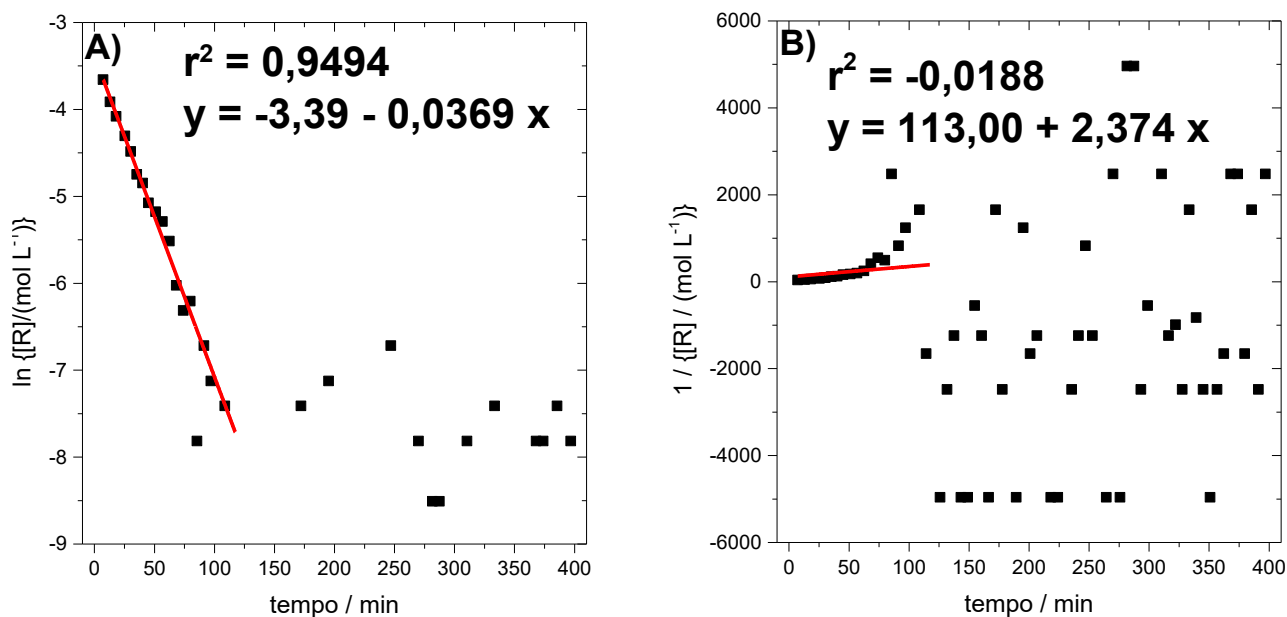 A)
r² = 0,9494
y = -3,39 - 0,0369 x
-3
-4
-5
-6
-7
-8
-9
ln {[R]/(mol L⁻¹)}
0 50 100 150 200 250 300 350 400
tempo / min
B)
r² = -0,0188
y = 113,00 + 2,374 x
6000
4000
2000
0
-2000
-4000
-6000
1 / {[R] / (mol L⁻¹)}
0 50 100 150 200 250 300 350 400
tempo / min